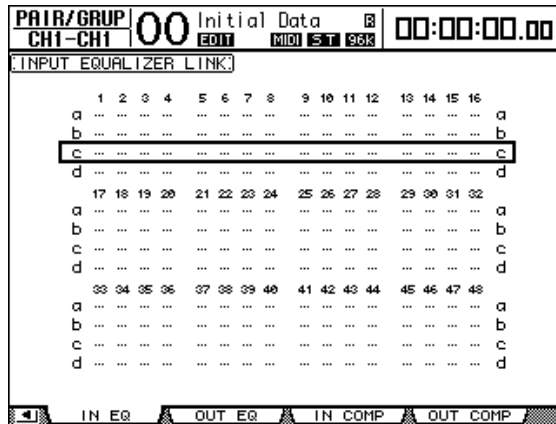 PAIR/GRUP
CH1-CH1
00 Initial Data
EDIT MIDI ST 96k
00:00:00.00
INPUT EQUALIZER LINK
1 2 3 4 5 6 7 8 9 10 11 12 13 14 15 16
a a
b b
c c
d d
17 18 19 20 21 22 23 24 25 26 27 28 29 30 31 32
a a
b b
c c
d d
33 34 35 36 37 38 39 40 41 42 43 44 45 46 47 48
a a
b b
c c
d d
IN EQ OUT EQ IN COMP OUT COMP